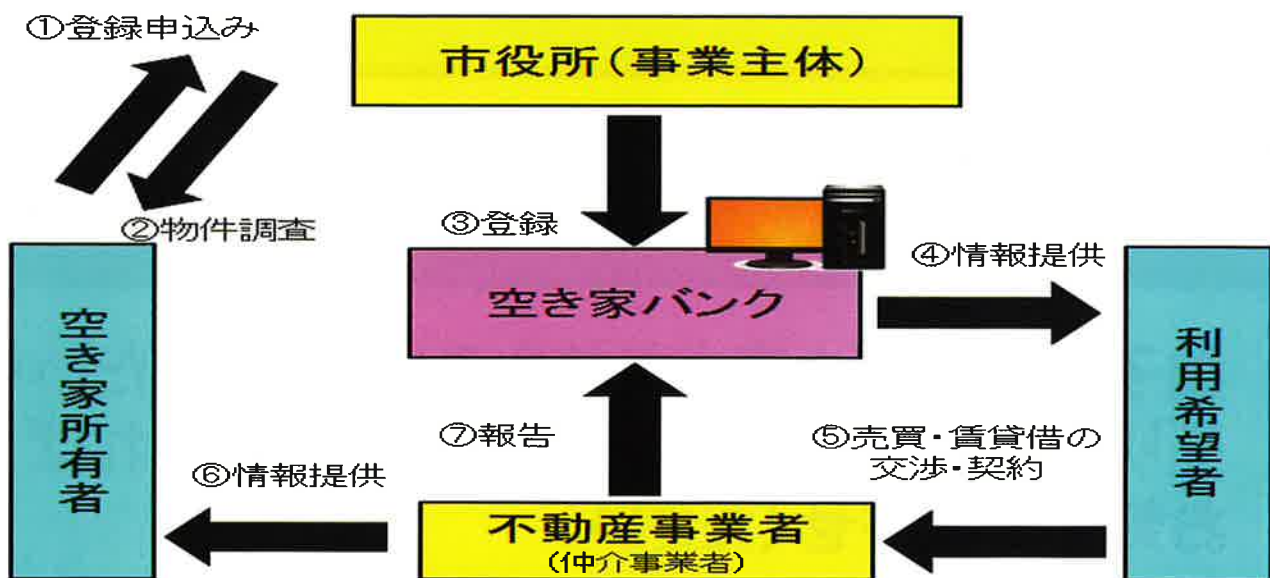 ①登録申込み
市役所(事業主体)
②物件調査
③登録
④情報提供
空き家バンク
空き家所有者
利用希望者
⑦報告
⑤売買・賃貸借の
交渉・契約
⑥情報提供
不動産事業者
(仲介事業者)